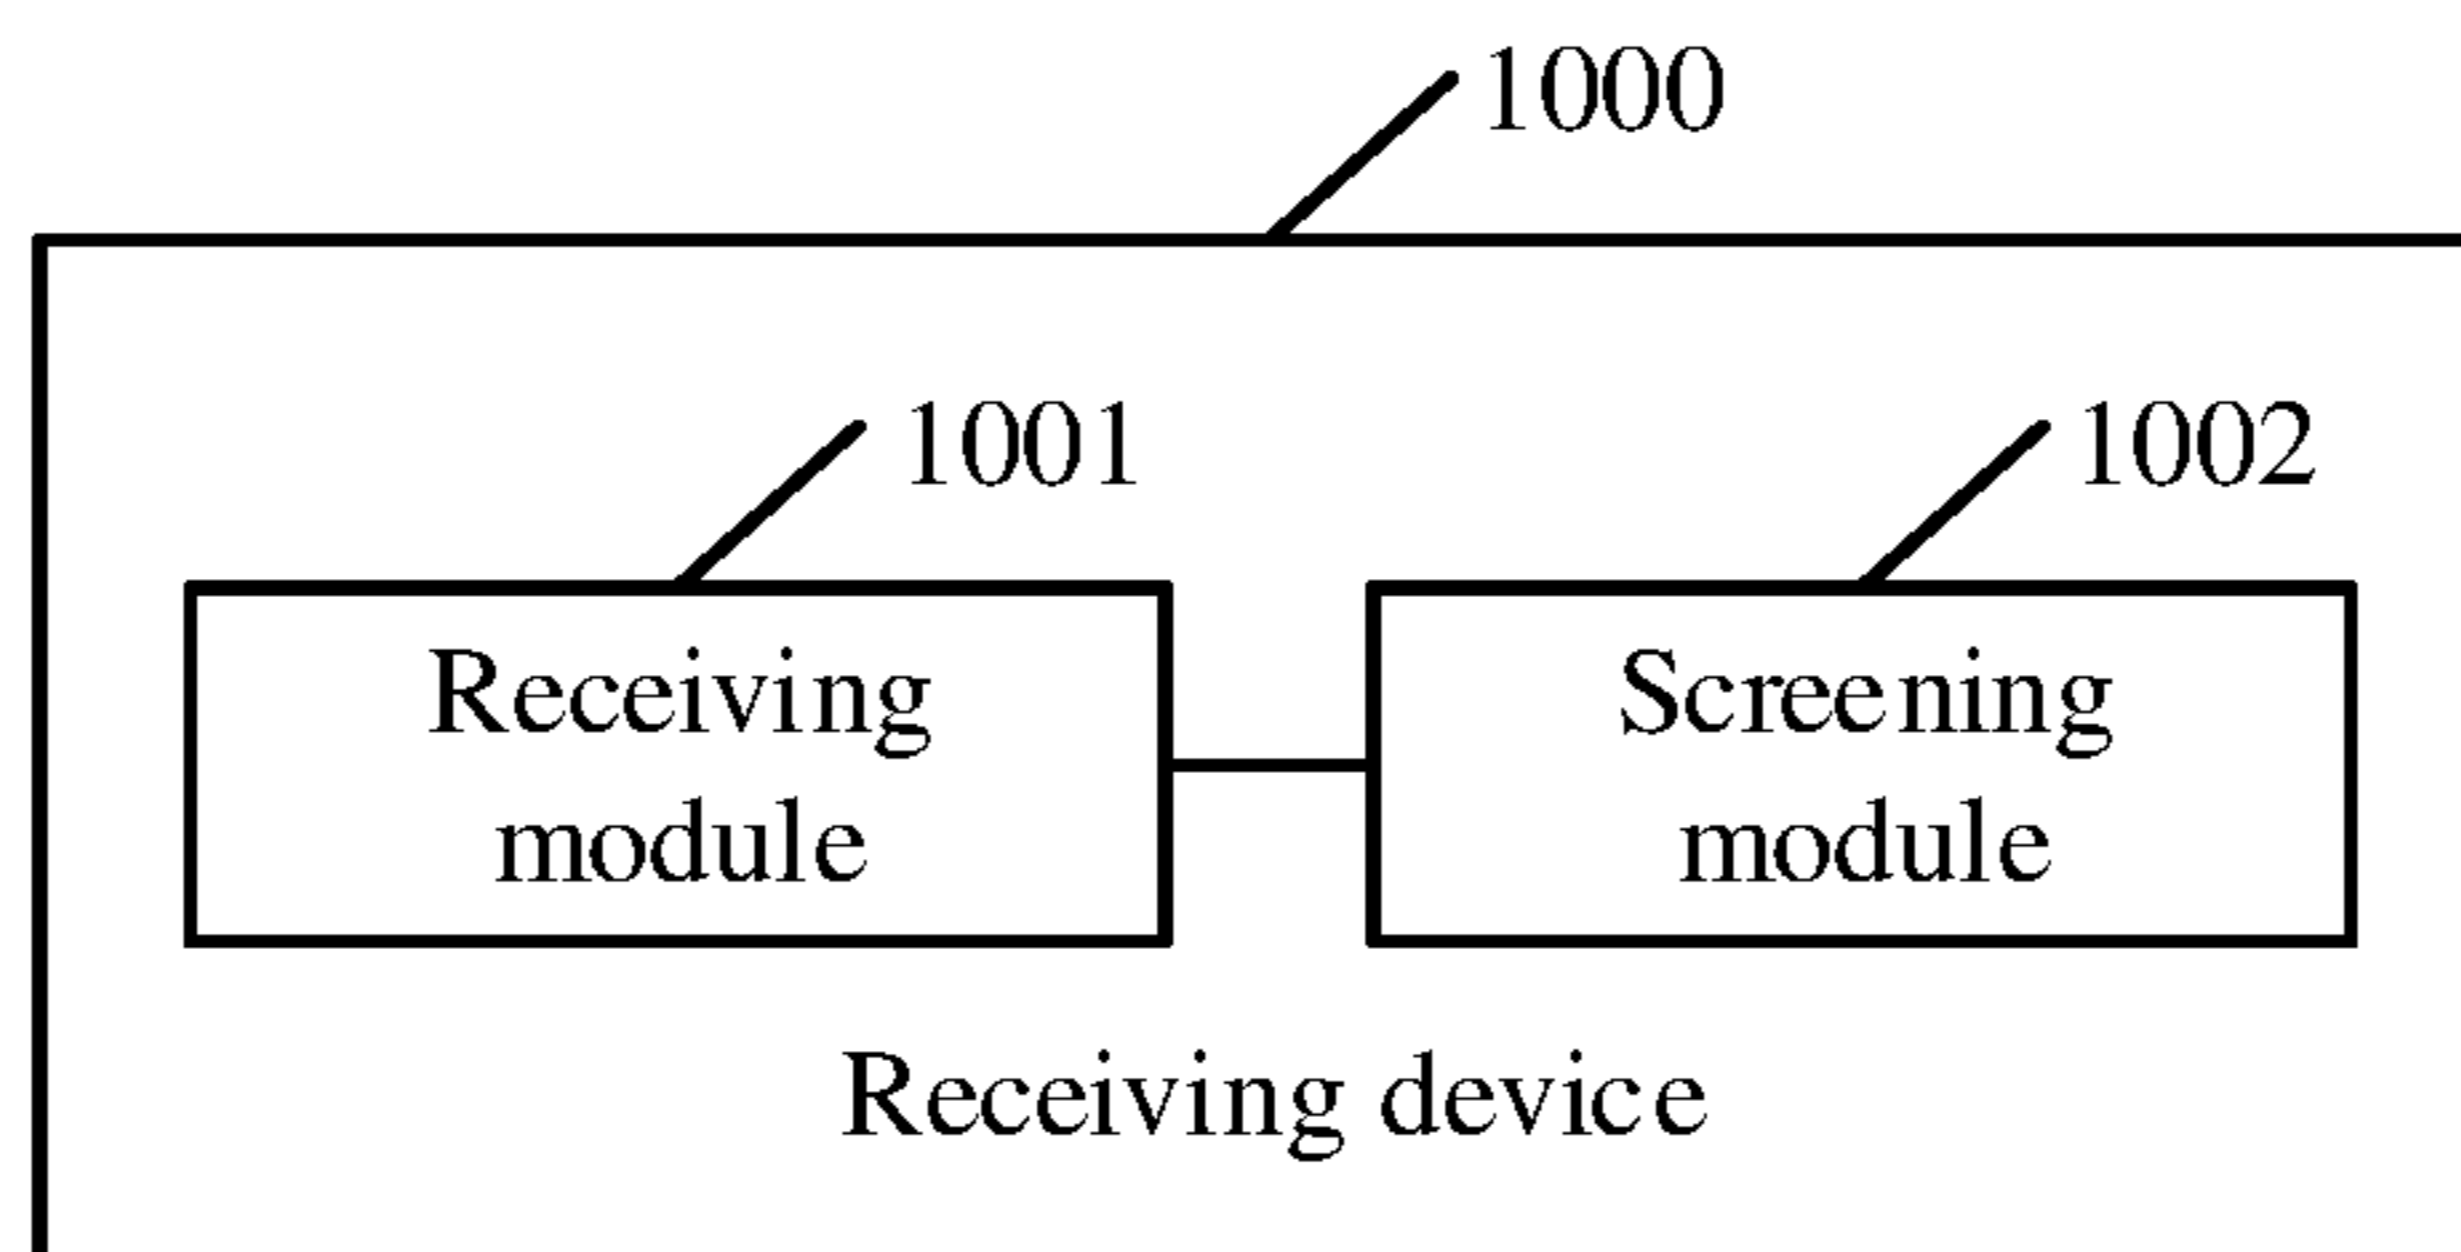 1000
1001
1002
Receiving
module
Screening
module
Receiving device